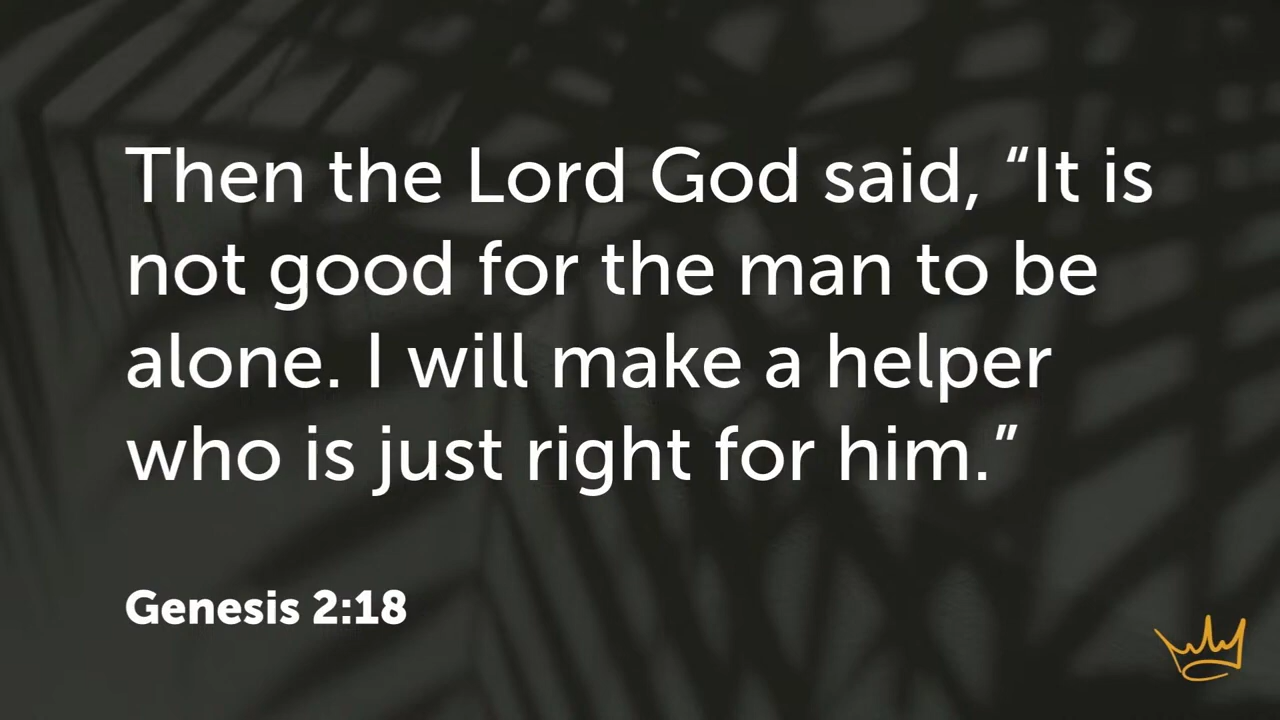 Then the Lord God said, “It is
not good for the man to be
alone. I will make a helper
who is just right for him.”
Genesis 2:18